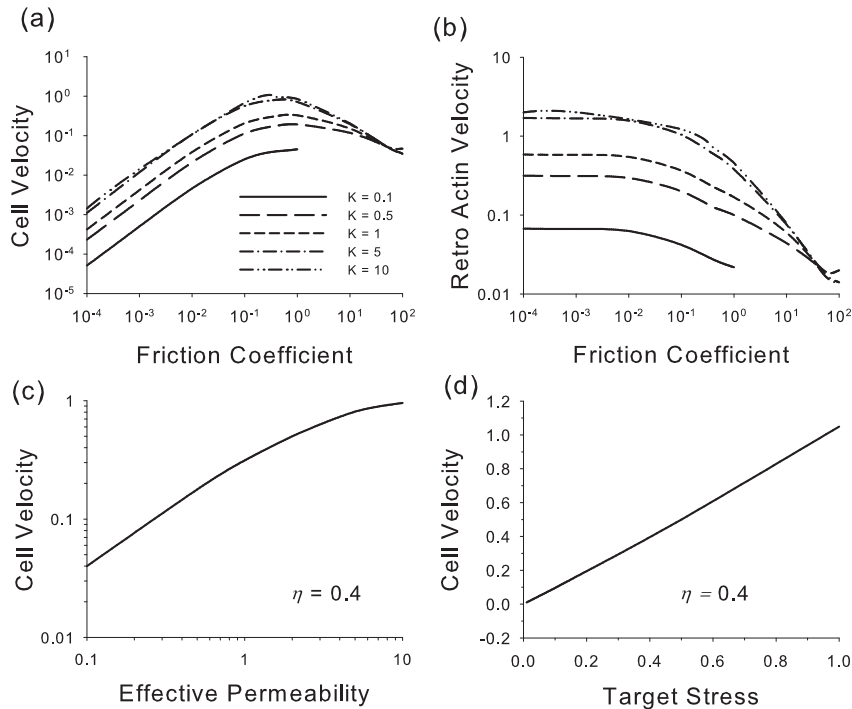 (a)
Cell Velocity
10^1
10^0
10^-1
10^-2
10^-3
10^-4
10^-5
K = 0.1
K = 0.5
K = 1
K = 5
K = 10
10^-4 10^-3 10^-2 10^-1 10^0 10^1 10^2
Friction Coefficient
(b)
Retro Actin Velocity
10
1
0.1
0.01
10^-4 10^-3 10^-2 10^-1 10^0 10^1 10^2
Friction Coefficient
(c)
Cell Velocity
1
0.1
0.01
η = 0.4
0.1 1 10
Effective Permeability
(d)
Cell Velocity
1.2
1.0
0.8
0.6
0.4
0.2
0.0
-0.2
η = 0.4
0.0 0.2 0.4 0.6 0.8 1.0
Target Stress